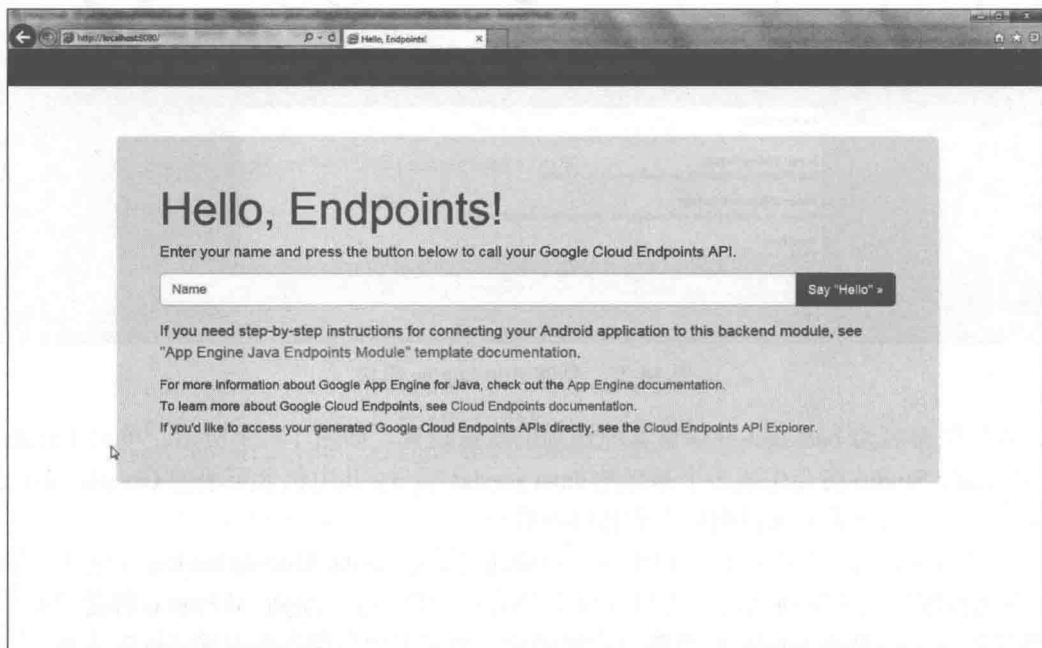 http://localhost:8080/
Hello, Endpoints!
Hello, Endpoints!
Enter your name and press the button below to call your Google Cloud Endpoints API.
Name
Say "Hello" »
If you need step-by-step instructions for connecting your Android application to this backend module, see
"App Engine Java Endpoints Module" template documentation.
For more information about Google App Engine for Java, check out the App Engine documentation.
To learn more about Google Cloud Endpoints, see Cloud Endpoints documentation.
If you'd like to access your generated Google Cloud Endpoints APIs directly, see the Cloud Endpoints API Explorer.